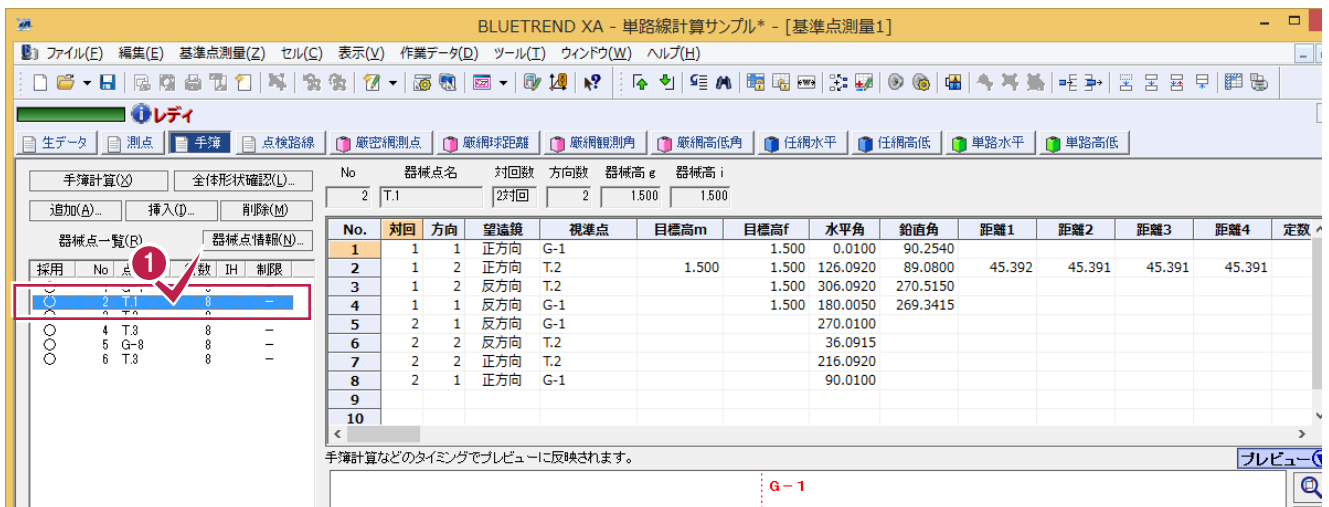 BLUETREND XA - 単路線計算サンプル* - [基準点測量1]
ファイル(F) 編集(E) 基準点測量(Z) セル(C) 表示(V) 作業データ(D) ツール(T) ウィンドウ(W) ヘルプ(H)
レディ
生データ 測点 手簿 点検路線 厳密網測点 厳網球距離 厳網観測角 厳網高低角 任網水平 任網高低 単路水平 単路高低
手簿計算(X) 全体形状確認(L)...
追加(A)... 挿入(I)... 削除(M)
器械点一覧(R) 器械点情報(N)...
採用 No 数 IH 制限
1
○ 2 T.1 8 -
○ 4 T.3 8 -
○ 5 G-8 8 -
○ 6 T.3 8 -
No 器械点名 対回数 方向数 器械高g 器械高i
2 T.1 2対回 2 1.500 1.500
No. 対回 方向 望遠鏡 視準点 目標高m 目標高f 水平角 鉛直角 距離1 距離2 距離3 距離4 定数
1 1 1 正方向 G-1 1.500 0.0100 90.2540
2 1 2 正方向 T.2 1.500 1.500 126.0920 89.0800 45.392 45.391 45.391 45.391
3 1 2 反方向 T.2 1.500 306.0920 270.5150
4 1 1 反方向 G-1 1.500 180.0050 269.3415
5 2 1 反方向 G-1 270.0100
6 2 2 反方向 T.2 36.0915
7 2 2 正方向 T.2 216.0920
8 2 1 正方向 G-1 90.0100
9
10
手簿計算などのタイミングでプレビューに反映されます。
プレビュー
G-1